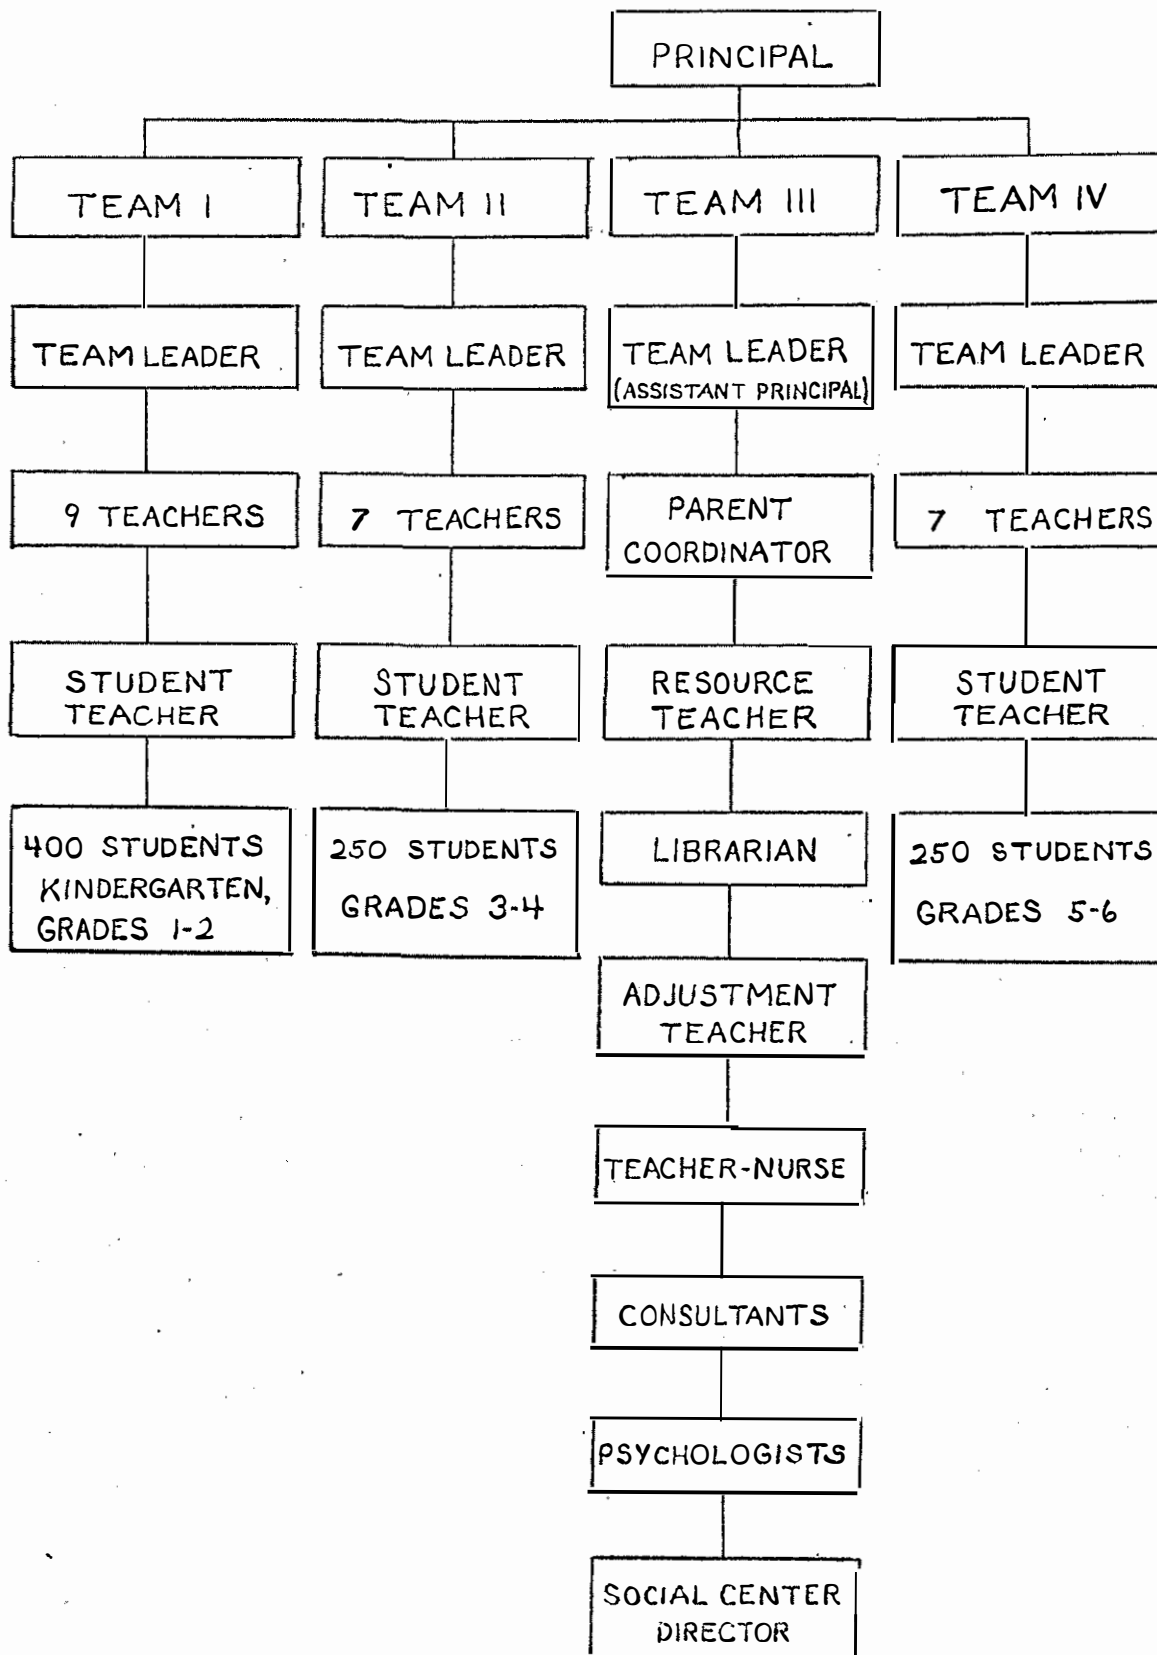 PRINCIPAL
TEAM I
TEAM II
TEAM III
TEAM IV
TEAM LEADER
TEAM LEADER
TEAM LEADER
(ASSISTANT PRINCIPAL)
TEAM LEADER
9 TEACHERS
7 TEACHERS
PARENT
COORDINATOR
7 TEACHERS
STUDENT
TEACHER
STUDENT
TEACHER
RESOURCE
TEACHER
STUDENT
TEACHER
400 STUDENTS
KINDERGARTEN,
GRADES 1-2
250 STUDENTS
GRADES 3-4
LIBRARIAN
250 STUDENTS
GRADES 5-6
ADJUSTMENT
TEACHER
TEACHER-NURSE
CONSULTANTS
PSYCHOLOGISTS
SOCIAL CENTER
DIRECTOR